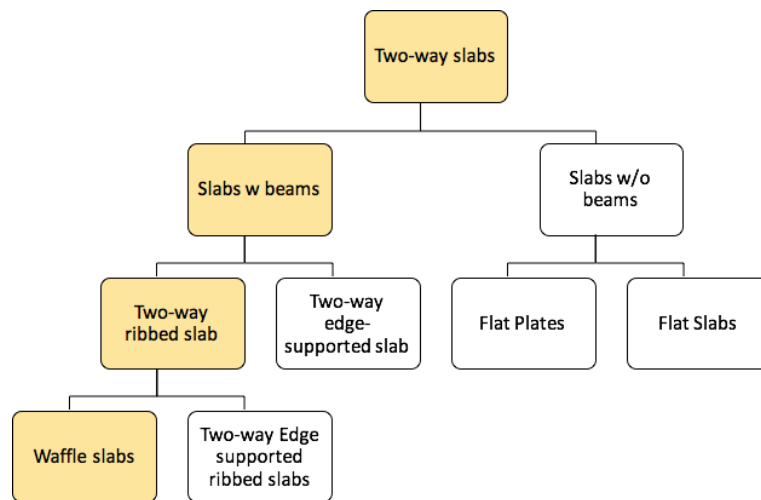 Two-way slabs
Slabs w beams
Slabs w/o
beams
Two-way
ribbed slab
Two-way
edge-
supported slab
Flat Plates
Flat Slabs
Waffle slabs
Two-way Edge
supported
ribbed slabs